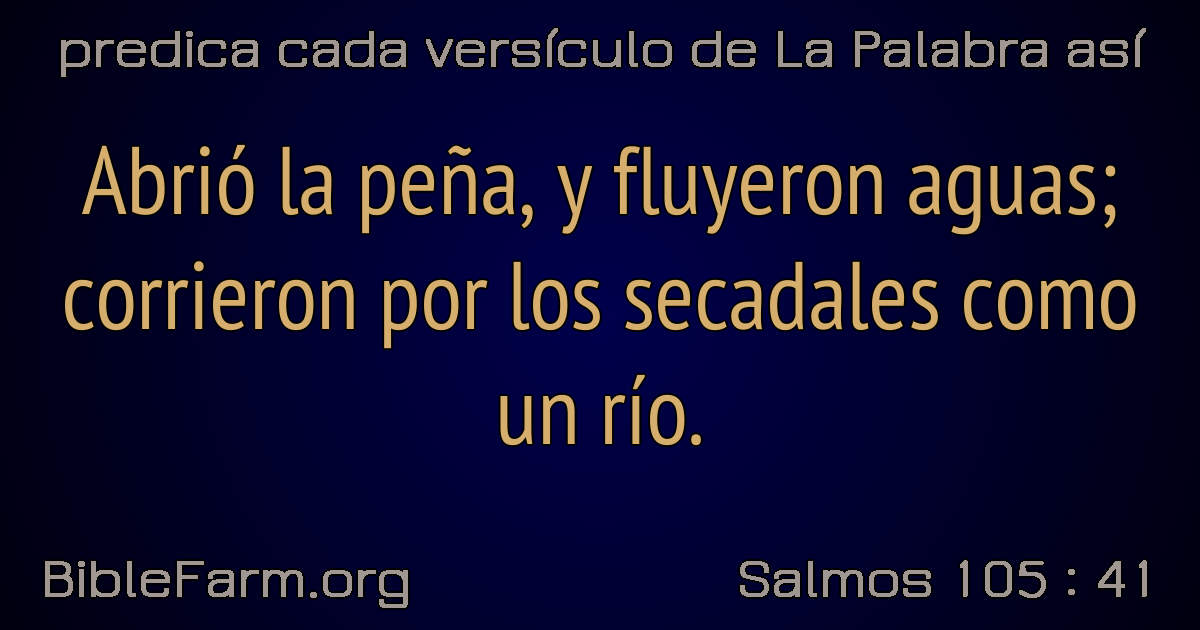 predica cada versículo de La Palabra así
Abrió la peña, y fluyeron aguas;
corrieron por los secadales como
un río.
BibleFarm.org
Salmos 105 : 41